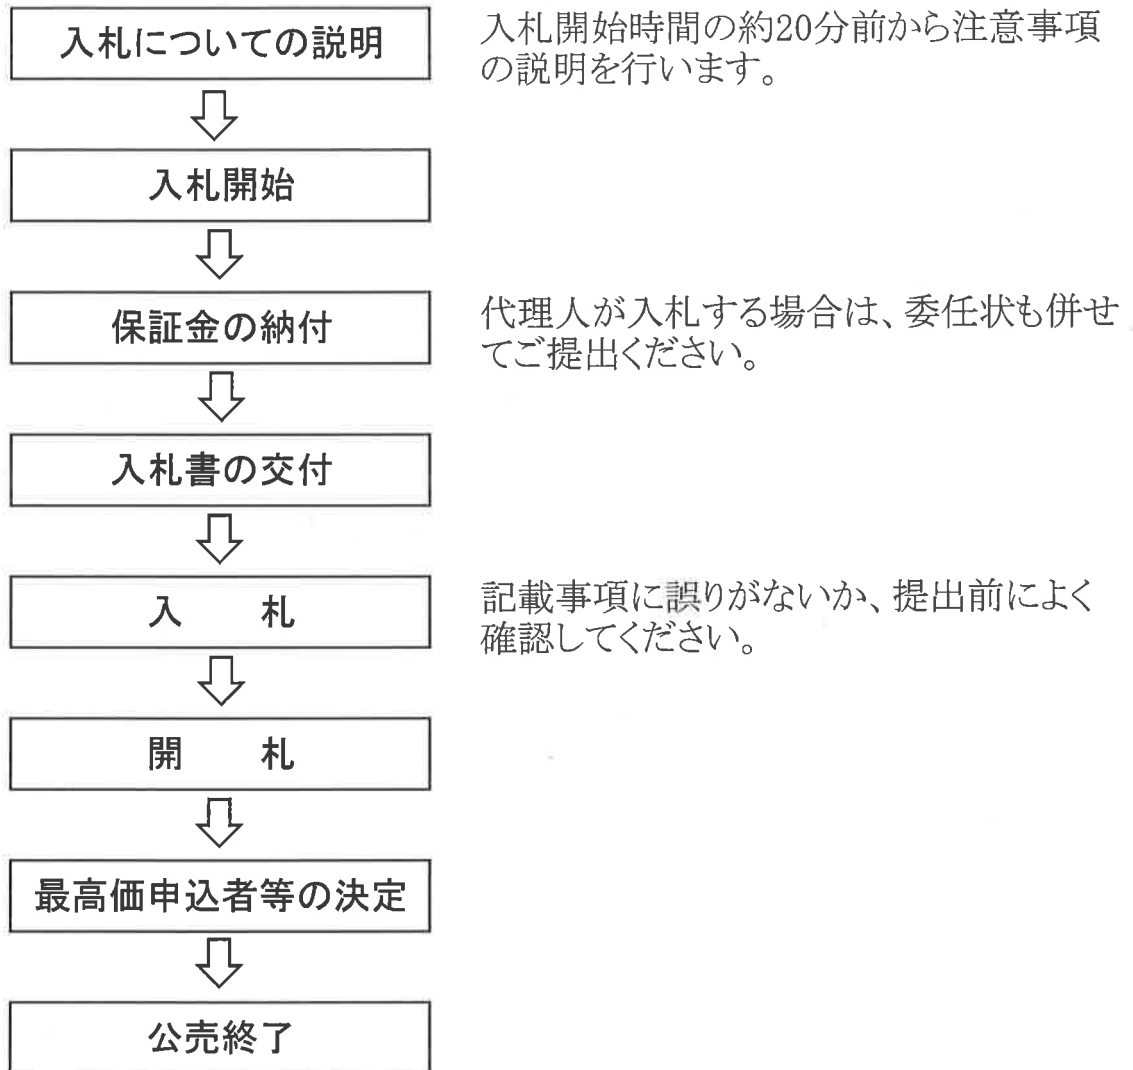 入札についての説明
入札開始時間の約20分前から注意事項
の説明を行います。
入札開始
保証金の納付
代理人が入札する場合は、委任状も併せ
てご提出ください。
入札書の交付
入　　札
記載事項に誤りがないか、提出前によく
確認してください。
開　　札
最高価申込者等の決定
公売終了